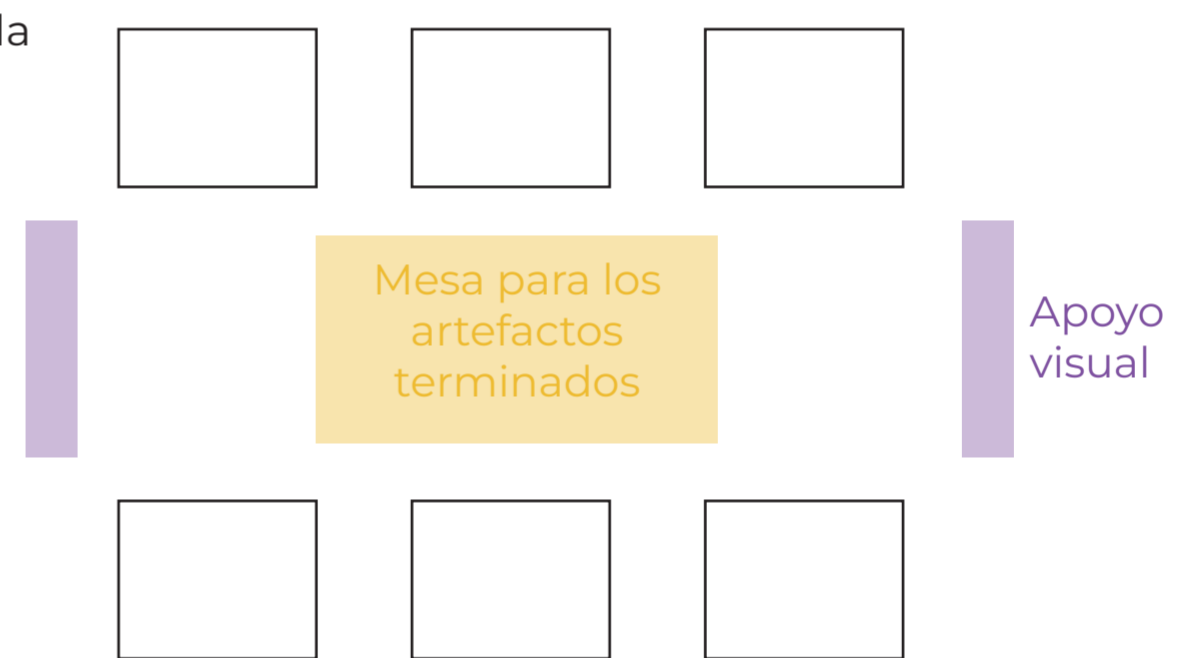 Mesa para los
artefactos
terminados
Apoyo
visual